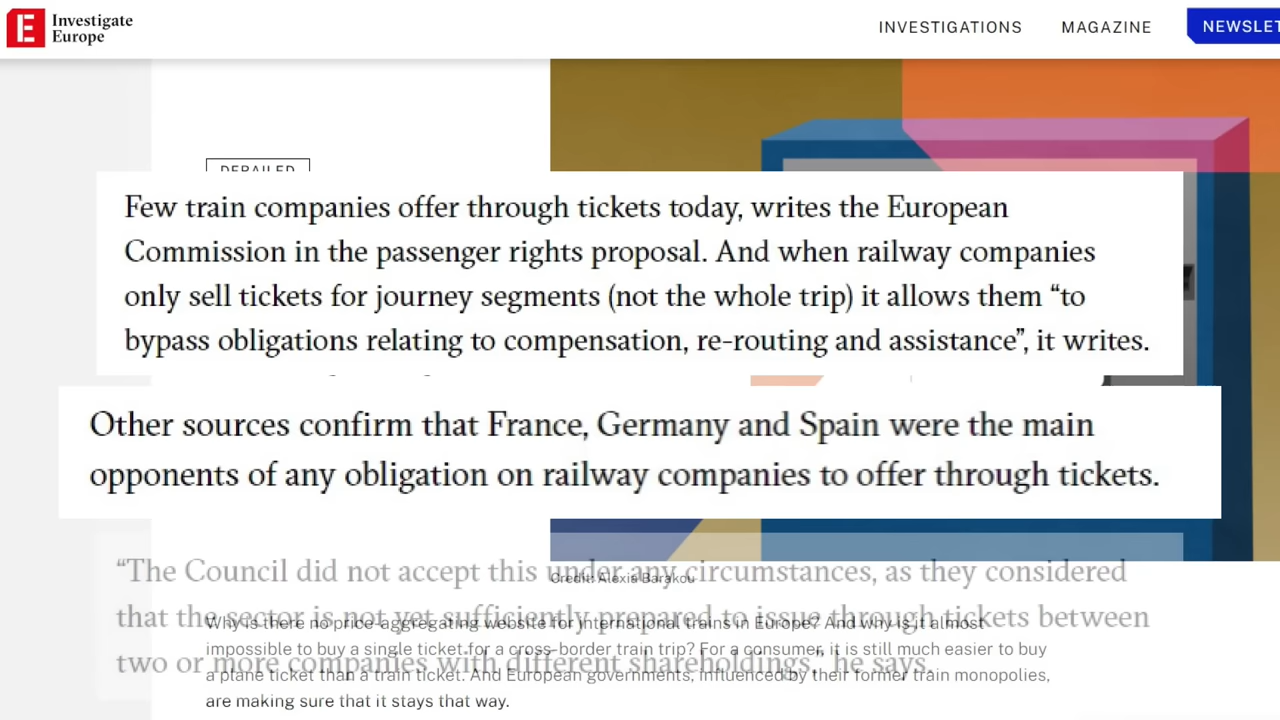 Investigate
Europe
INVESTIGATIONS
MAGAZINE
NEWSLET
DERAILED
Few train companies offer through tickets today, writes the European
Commission in the passenger rights proposal. And when railway companies
only sell tickets for journey segments (not the whole trip) it allows them “to
bypass obligations relating to compensation, re-routing and assistance”, it writes.
Other sources confirm that France, Germany and Spain were the main
opponents of any obligation on railway companies to offer through tickets.
“The Council did not accept this under any circumstances, as they considered
Credit: Alexia Barakou
that the sector is not yet sufficiently prepared to issue through tickets between
Why is there no price-aggregating website for international trains in Europe? And why is it almost
impossible to buy a single ticket for a cross-border train trip? For a consumer, it is still much easier to buy
two or more companies with different shareholdings,” he says.
a plane ticket than a train ticket. And European governments, influenced by their former train monopolies,
are making sure that it stays that way.